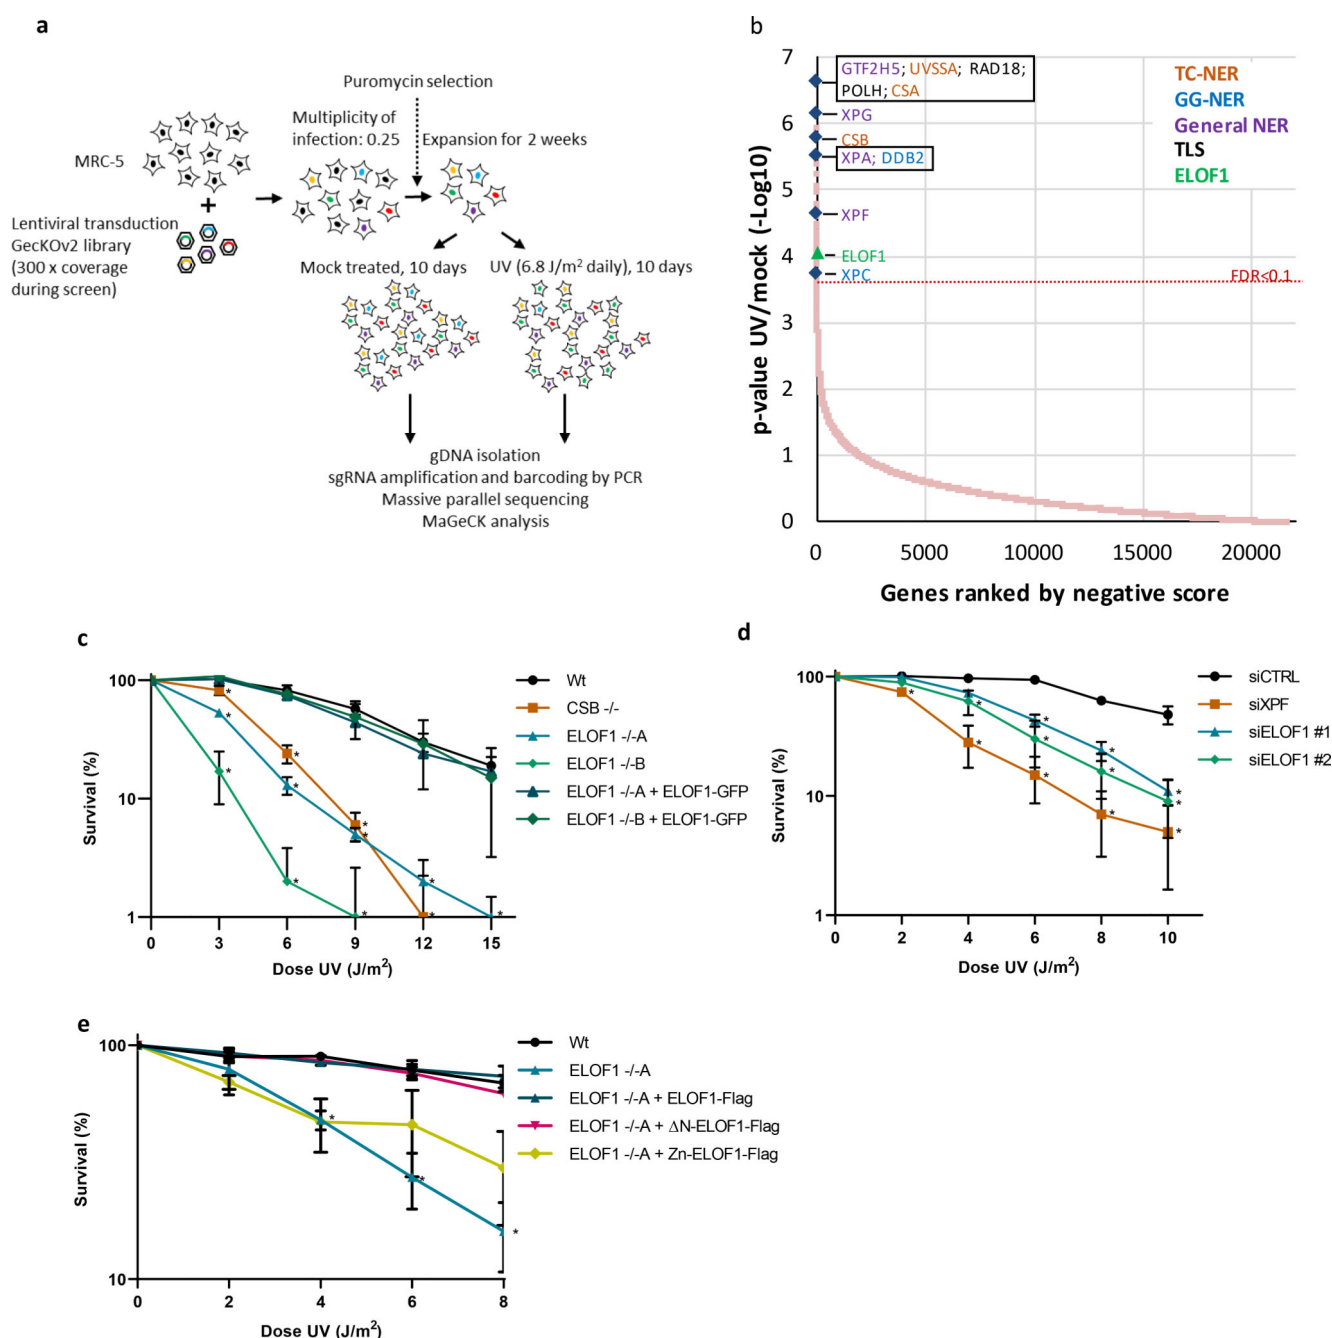 a
Puromycin selection
Multiplicity of
infection: 0.25
Expansion for 2 weeks
MRC-5
+
Lentiviral transduction
GecKOv2 library
(300 x coverage
during screen)
Mock treated, 10 days
UV (6.8 J/m² daily), 10 days
gDNA isolation
sgRNA amplification and barcoding by PCR
Massive parallel sequencing
MaGeCK analysis
b
p-value UV/mock (-Log10)
7
6
5
4
3
2
1
0
GTF2H5; UVSSA; RAD18;
POLH; CSA
XPG
CSB
XPA; DDB2
XPF
ELOF1
XPC
FDR<0.1
TC-NER
GG-NER
General NER
TLS
ELOF1
0 5000 10000 15000 20000
Genes ranked by negative score
c
Survival (%)
100
10
1
0 3 6 9 12 15
Dose UV (J/m²)
Wt
CSB -/-
ELOF1 -/-A
ELOF1 -/-B
ELOF1 -/-A + ELOF1-GFP
ELOF1 -/-B + ELOF1-GFP
* * * * * * * * * * * *
d
Survival (%)
100
10
1
0 2 4 6 8 10
Dose UV (J/m²)
siCTRL
siXPF
siELOF1 #1
siELOF1 #2
* * * * * * * * * * * *
e
Survival (%)
100
10
0 2 4 6 8
Dose UV (J/m²)
Wt
ELOF1 -/-A
ELOF1 -/-A + ELOF1-Flag
ELOF1 -/-A + ΔN-ELOF1-Flag
ELOF1 -/-A + Zn-ELOF1-Flag
* * *